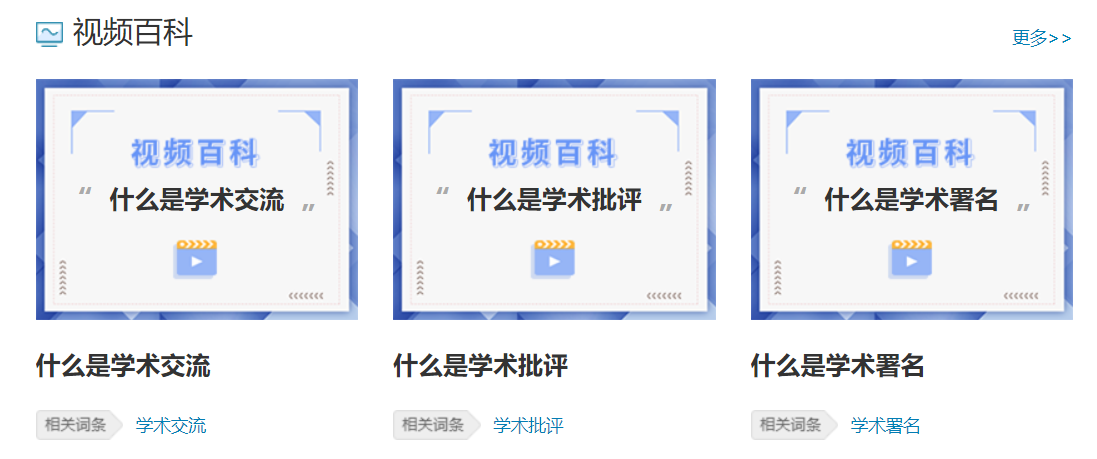 视频百科
更多>>
视频百科
“ 什么是学术交流 ”
视频百科
“ 什么是学术批评 ”
视频百科
“ 什么是学术署名 ”
什么是学术交流
什么是学术批评
什么是学术署名
相关词条 学术交流
相关词条 学术批评
相关词条 学术署名